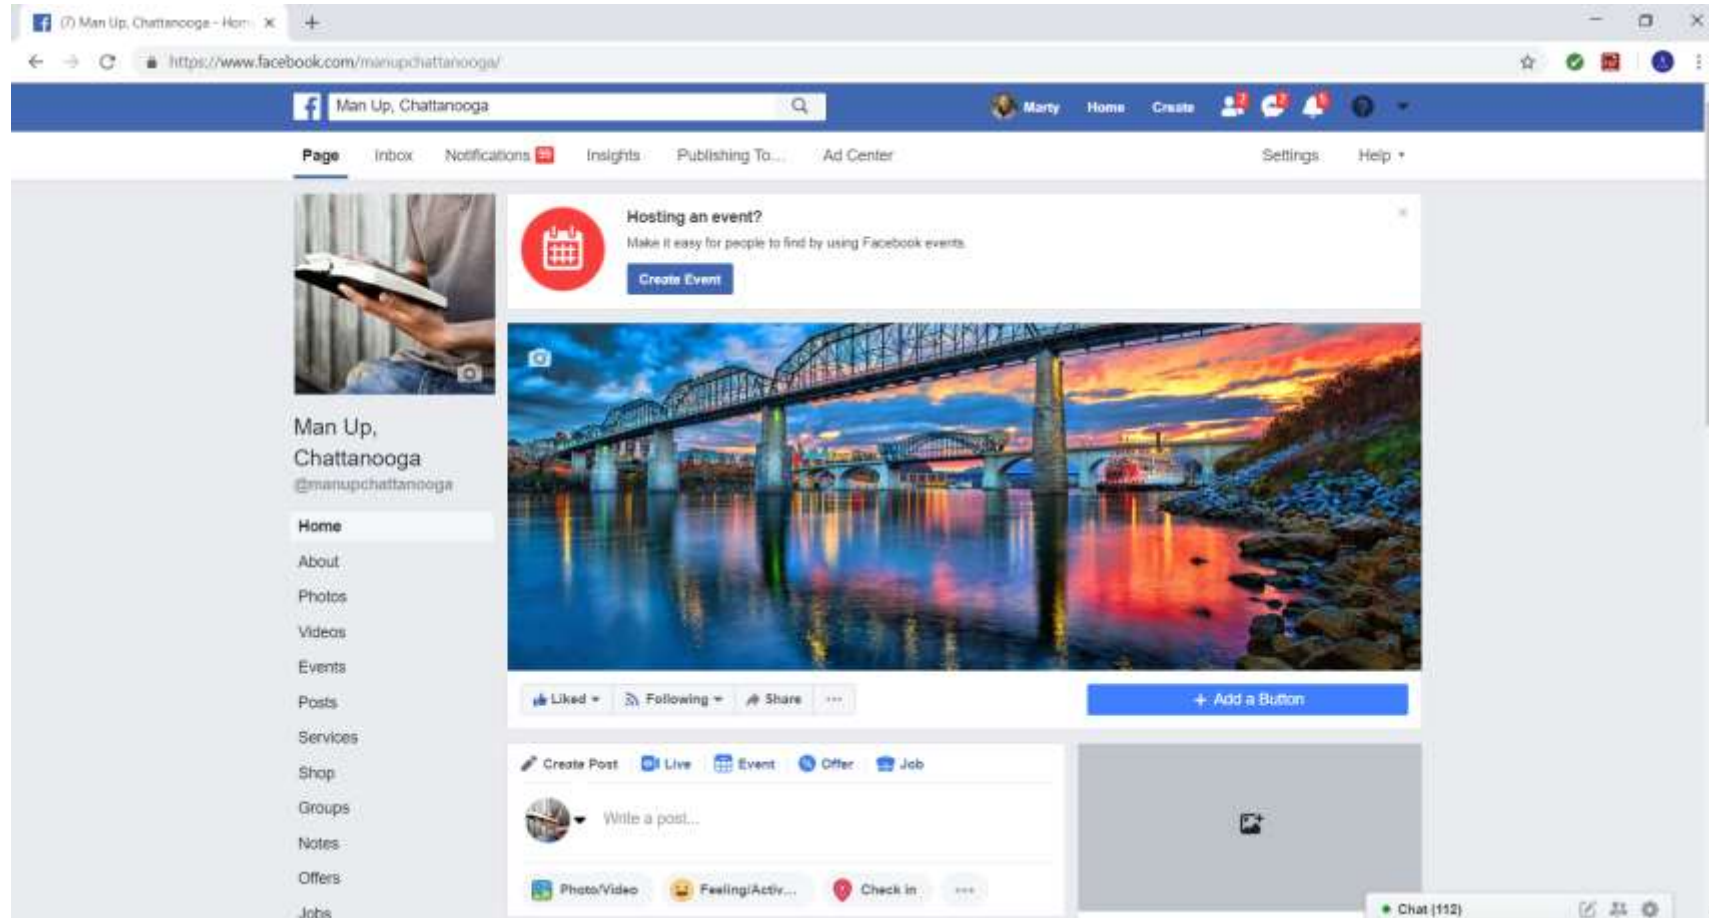 (7) Man Up, Chattanooga - Hom
https://www.facebook.com/manupchattanooga/
Man Up, Chattanooga
Marty Home Create
Page Inbox Notifications 99 Insights Publishing To... Ad Center Settings Help
Hosting an event?
Make it easy for people to find by using Facebook events.
Create Event
Man Up,
Chattanooga
@manupchattanooga
Home
About
Photos
Videos
Events
Posts
Services
Shop
Groups
Notes
Offers
Jobs
Liked Following Share ...
+ Add a Button
Create Post Live Event Offer Job
Write a post...
Photo/Video Feeling/Activ... Check in ...
Chat (112)